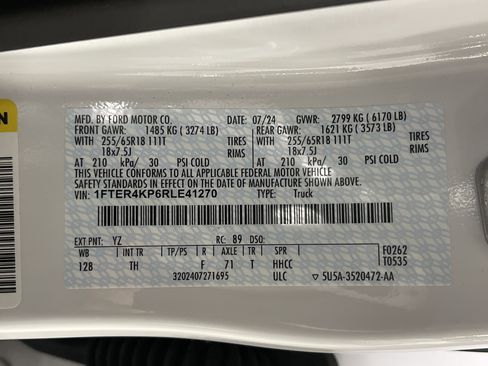 MFD. BY FORD MOTOR CO. DATE: 07/24 GVWR: 2799 KG ( 6170 LB)
FRONT GAWR: 1485 KG ( 3274 LB) REAR GAWR: 1621 KG ( 3573 LB)
WITH 255/65R18 111T TIRES WITH 255/65R18 111T TIRES
18x7.5J RIMS 18x7.5J RIMS
AT 210 kPa/ 30 PSI COLD AT 210 kPa/ 30 PSI COLD
THIS VEHICLE CONFORMS TO ALL APPLICABLE FEDERAL MOTOR VEHICLE
SAFETY AND BUMPER STANDARDS IN EFFECT ON THE DATE OF MANUFACTURE
SHOWN ABOVE.
VIN: 1FTER4KP6RLE41270 TYPE: Truck
EXT PNT: YZ RC: 89 DSO:
WB INT TR TP/PS R AXLE TR SPR F0262
128 TH F 71 T HHCC T0535
3202407271695 ULC 5U5A-3520472-AA